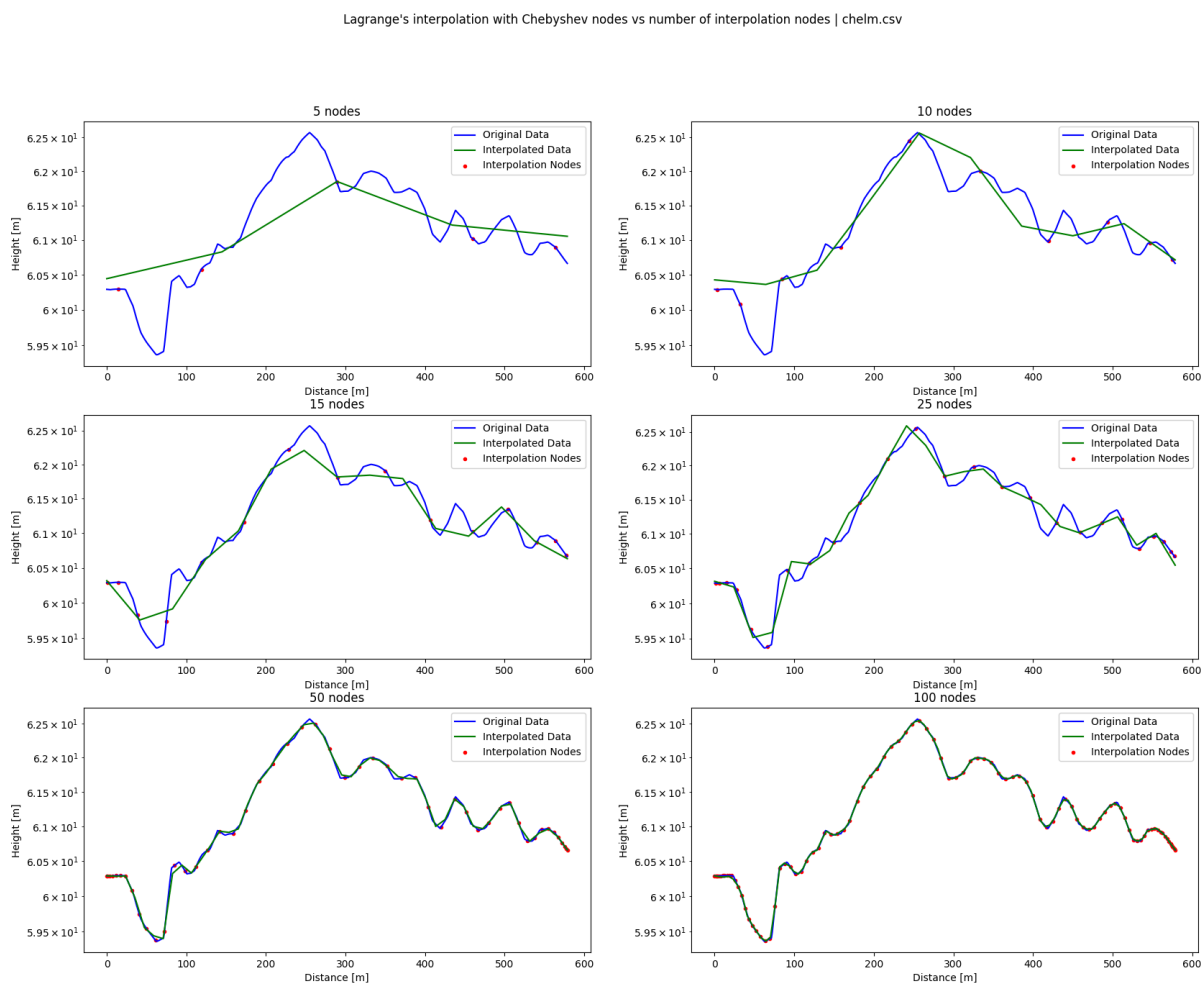 Lagrange's interpolation with Chebyshev nodes vs number of interpolation nodes | chelm.csv
5 nodes
Height [m]
6.25 × 10¹
6.2 × 10¹
6.15 × 10¹
6.1 × 10¹
6.05 × 10¹
6 × 10¹
5.95 × 10¹
Original Data
Interpolated Data
Interpolation Nodes
0 100 200 300 400 500 600
Distance [m]
10 nodes
Height [m]
6.25 × 10¹
6.2 × 10¹
6.15 × 10¹
6.1 × 10¹
6.05 × 10¹
6 × 10¹
5.95 × 10¹
Original Data
Interpolated Data
Interpolation Nodes
0 100 200 300 400 500 600
Distance [m]
15 nodes
Height [m]
6.25 × 10¹
6.2 × 10¹
6.15 × 10¹
6.1 × 10¹
6.05 × 10¹
6 × 10¹
5.95 × 10¹
Original Data
Interpolated Data
Interpolation Nodes
0 100 200 300 400 500 600
Distance [m]
25 nodes
Height [m]
6.25 × 10¹
6.2 × 10¹
6.15 × 10¹
6.1 × 10¹
6.05 × 10¹
6 × 10¹
5.95 × 10¹
Original Data
Interpolated Data
Interpolation Nodes
0 100 200 300 400 500 600
Distance [m]
50 nodes
Height [m]
6.25 × 10¹
6.2 × 10¹
6.15 × 10¹
6.1 × 10¹
6.05 × 10¹
6 × 10¹
5.95 × 10¹
Original Data
Interpolated Data
Interpolation Nodes
0 100 200 300 400 500 600
Distance [m]
100 nodes
Height [m]
6.25 × 10¹
6.2 × 10¹
6.15 × 10¹
6.1 × 10¹
6.05 × 10¹
6 × 10¹
5.95 × 10¹
Original Data
Interpolated Data
Interpolation Nodes
0 100 200 300 400 500 600
Distance [m]